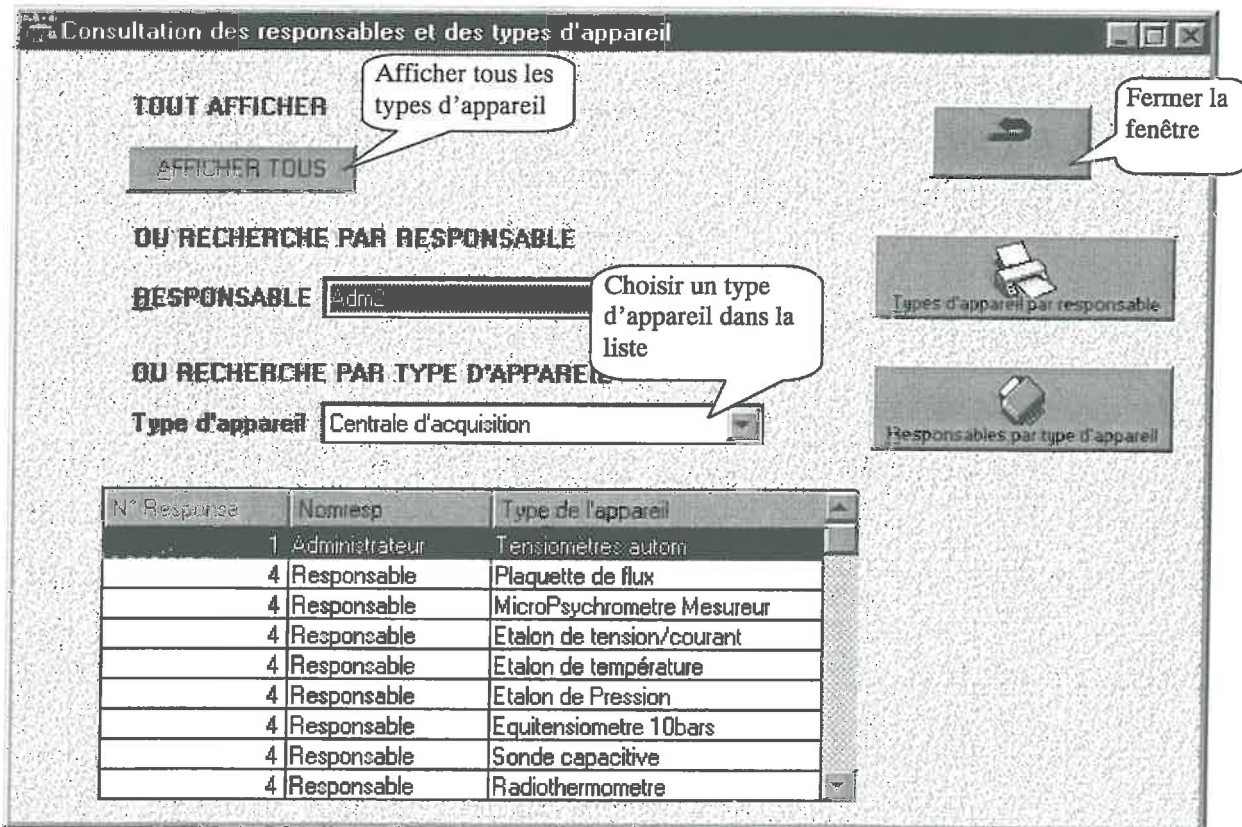 Consultation des responsables et des types d'appareil
Afficher tous les
types d'appareil
TOUT AFFICHER
Fermer la
fenêtre
AFFICHER TOUS
OU RECHERCHE PAR RESPONSABLE
RESPONSABLE
Choisir un type
d'appareil dans la
liste
Types d'appareil par responsable
OU RECHERCHE PAR TYPE D'APPAREIL
Type d'appareil Centrale d'acquisition
Responsables par type d'appareil
N° Responsa Nomresp Type de l'appareil
1 Administrateur Tensiomètres autom
4 Responsable Plaquette de flux
4 Responsable MicroPsychrometre Mesureur
4 Responsable Etalon de tension/courant
4 Responsable Etalon de température
4 Responsable Etalon de Pression
4 Responsable Equitensiometre 10bars
4 Responsable Sonde capacitive
4 Responsable Radiothermometre